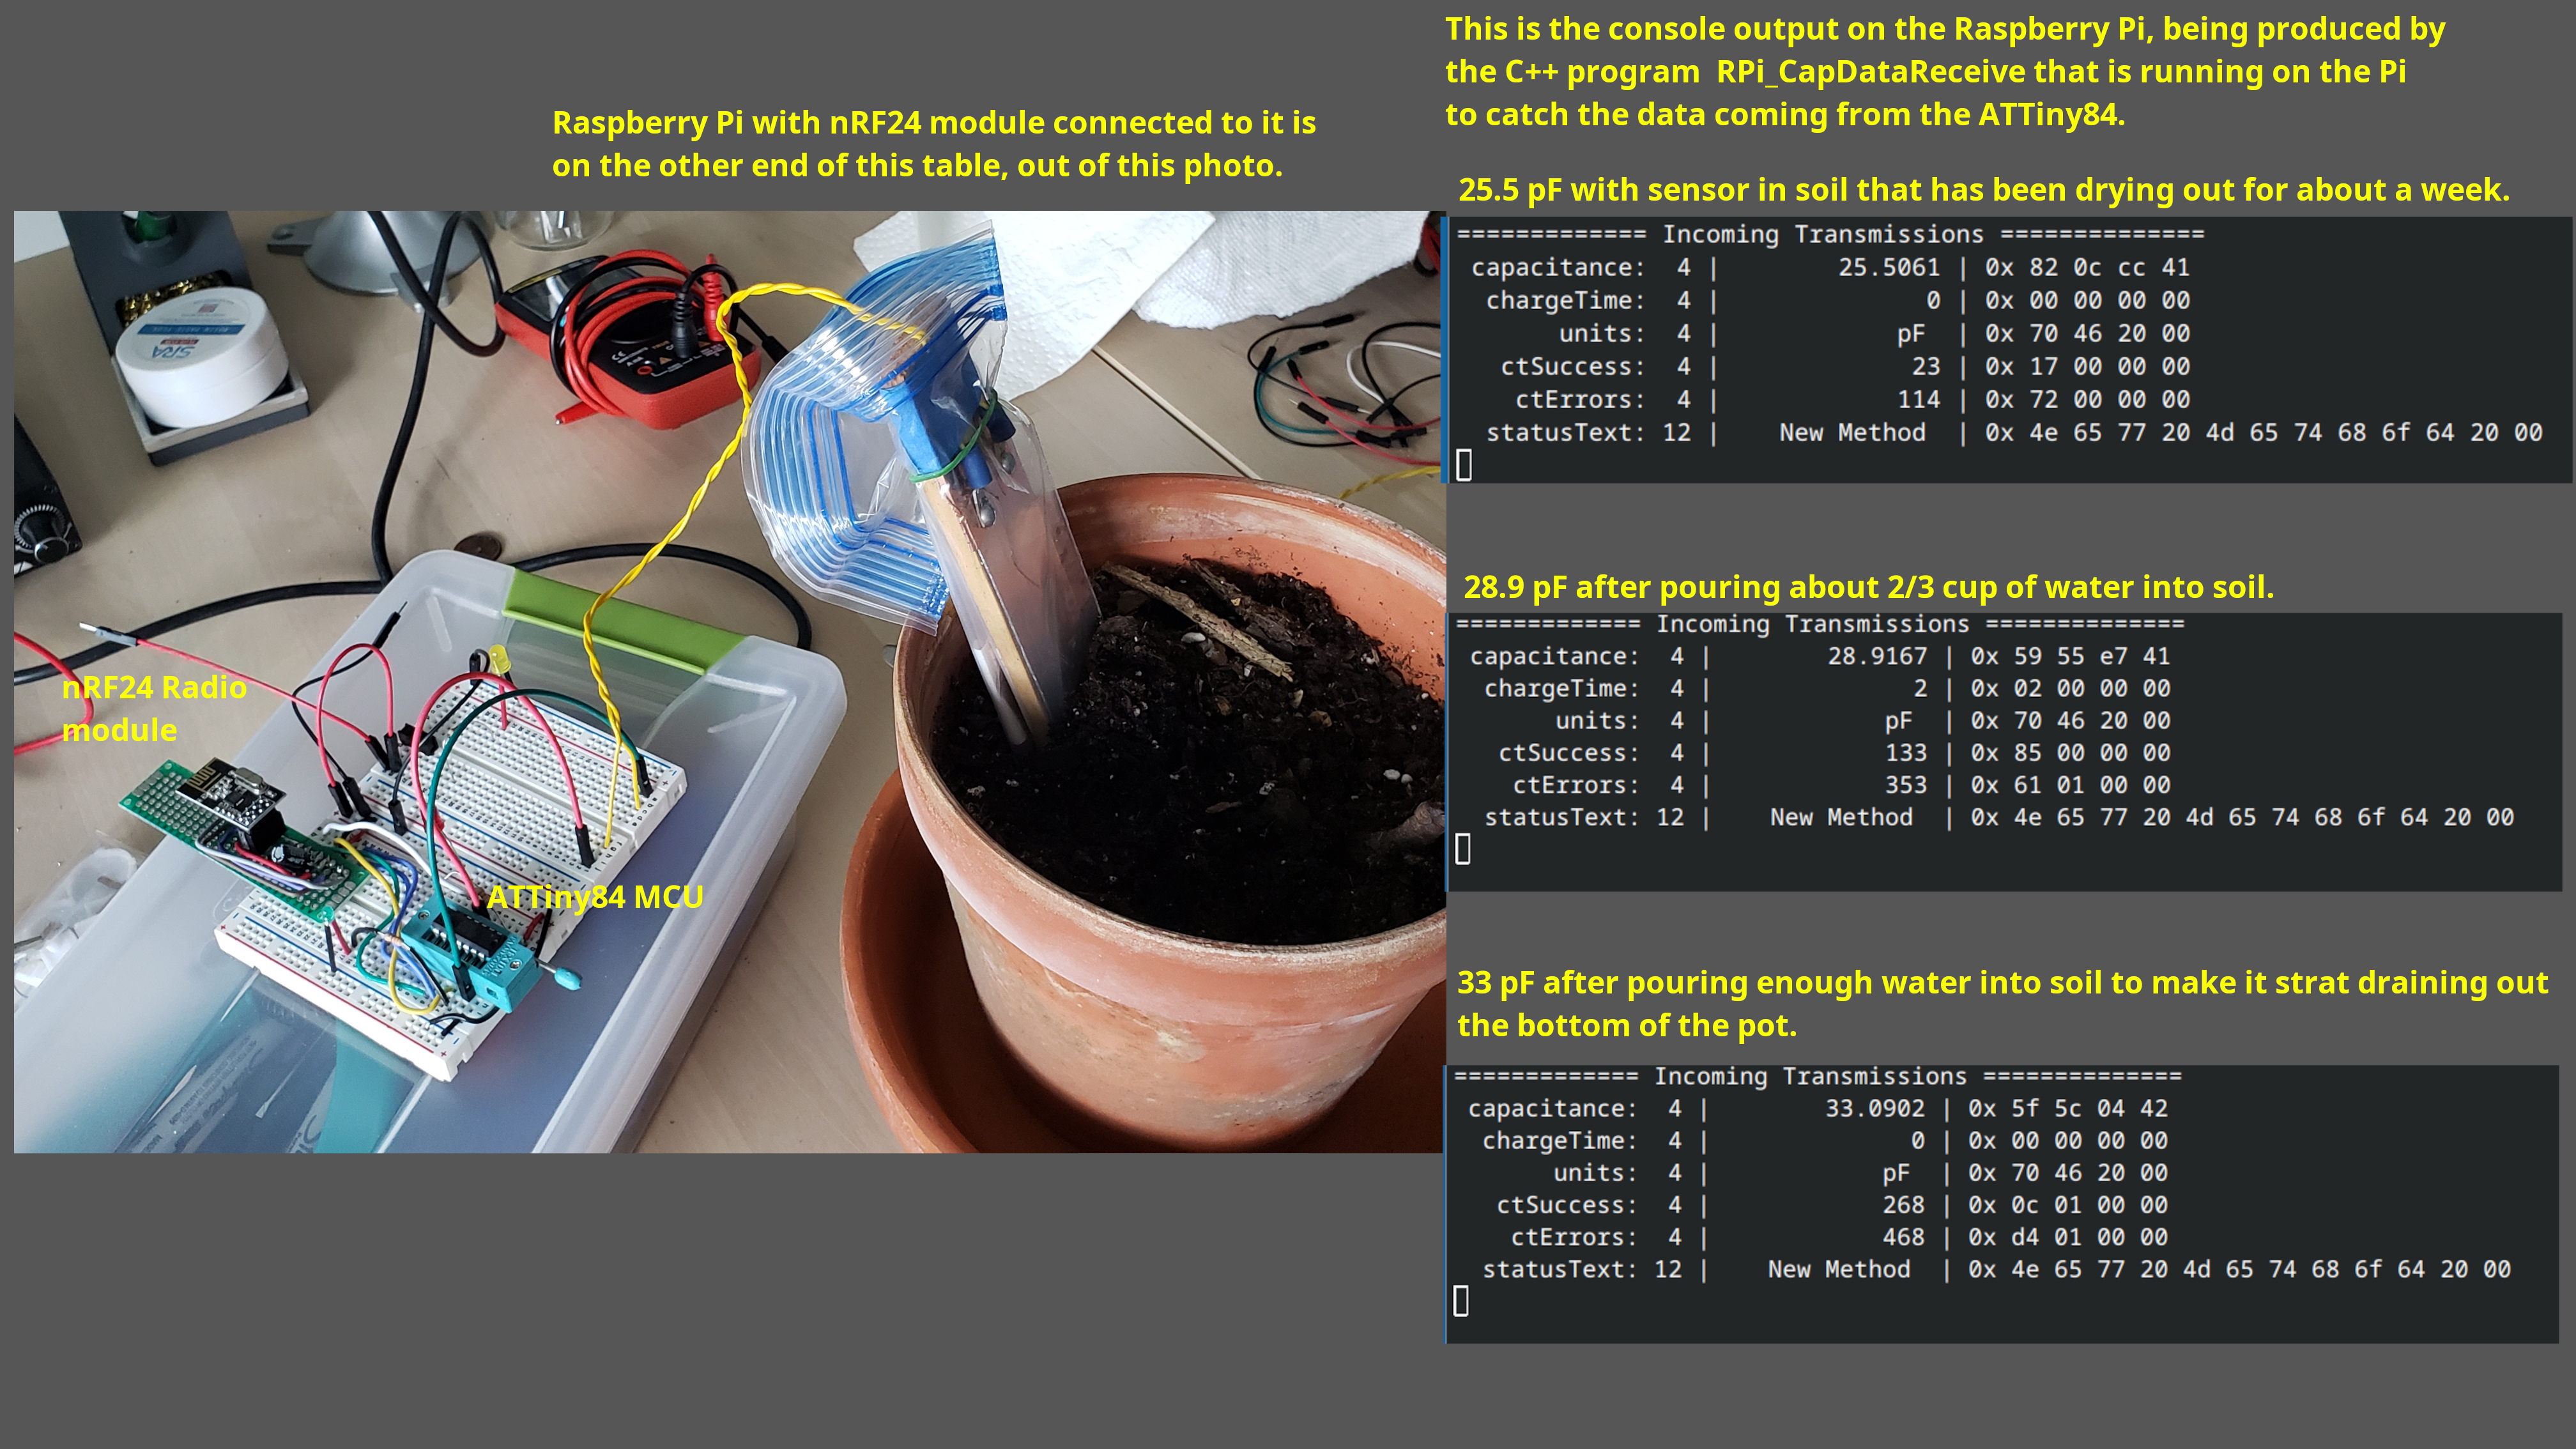 This is the console output on the Raspberry Pi, being produced by
the C++ program  RPi_CapDataReceive that is running on the Pi
to catch the data coming from the ATTiny84.
Raspberry Pi with nRF24 module connected to it is
on the other end of this table, out of this photo.
25.5 pF with sensor in soil that has been drying out for about a week.
============= Incoming Transmissions ==============
capacitance:  4 |        25.5061 | 0x 82 0c cc 41
chargeTime:  4 |              0 | 0x 00 00 00 00
units:  4 |            pF  | 0x 70 46 20 00
ctSuccess:  4 |             23 | 0x 17 00 00 00
ctErrors:  4 |            114 | 0x 72 00 00 00
statusText: 12 |    New Method  | 0x 4e 65 77 20 4d 65 74 68 6f 64 20 00
28.9 pF after pouring about 2/3 cup of water into soil.
============= Incoming Transmissions ==============
capacitance:  4 |        28.9167 | 0x 59 55 e7 41
chargeTime:  4 |              2 | 0x 02 00 00 00
units:  4 |            pF  | 0x 70 46 20 00
ctSuccess:  4 |            133 | 0x 85 00 00 00
ctErrors:  4 |            353 | 0x 61 01 00 00
statusText: 12 |    New Method  | 0x 4e 65 77 20 4d 65 74 68 6f 64 20 00
33 pF after pouring enough water into soil to make it strat draining out
the bottom of the pot.
============= Incoming Transmissions ==============
capacitance:  4 |        33.0902 | 0x 5f 5c 04 42
chargeTime:  4 |              0 | 0x 00 00 00 00
units:  4 |            pF  | 0x 70 46 20 00
ctSuccess:  4 |            268 | 0x 0c 01 00 00
ctErrors:  4 |            468 | 0x d4 01 00 00
statusText: 12 |    New Method  | 0x 4e 65 77 20 4d 65 74 68 6f 64 20 00
nRF24 Radio
module
ATTiny84 MCU
SRA